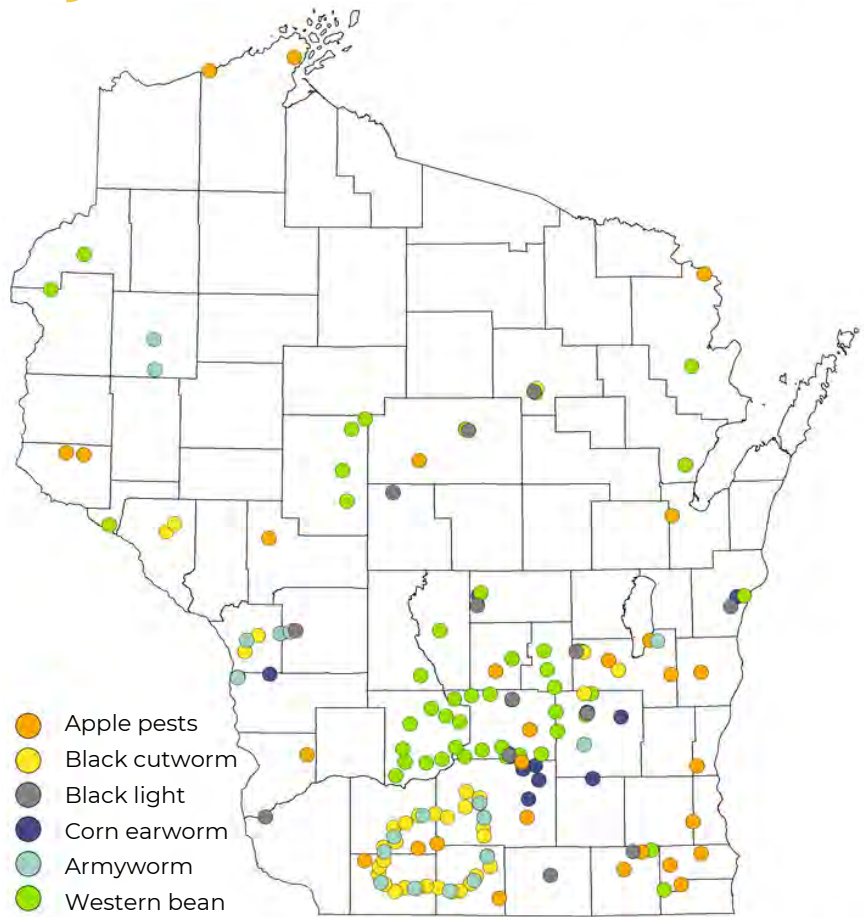 Apple pests
Black cutworm
Black light
Corn earworm
Armyworm
Western bean